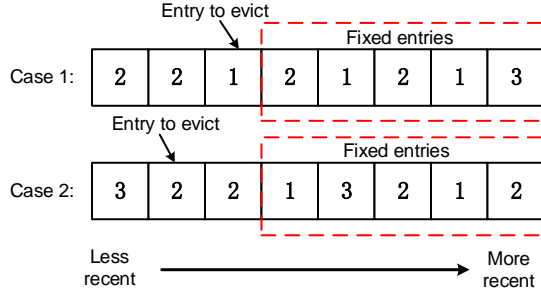 Entry to evict
Fixed entries
Case 1: 2 2 1 2 1 2 1 3
Entry to evict
Fixed entries
Case 2: 3 2 2 1 3 2 1 2
Less recent
More recent